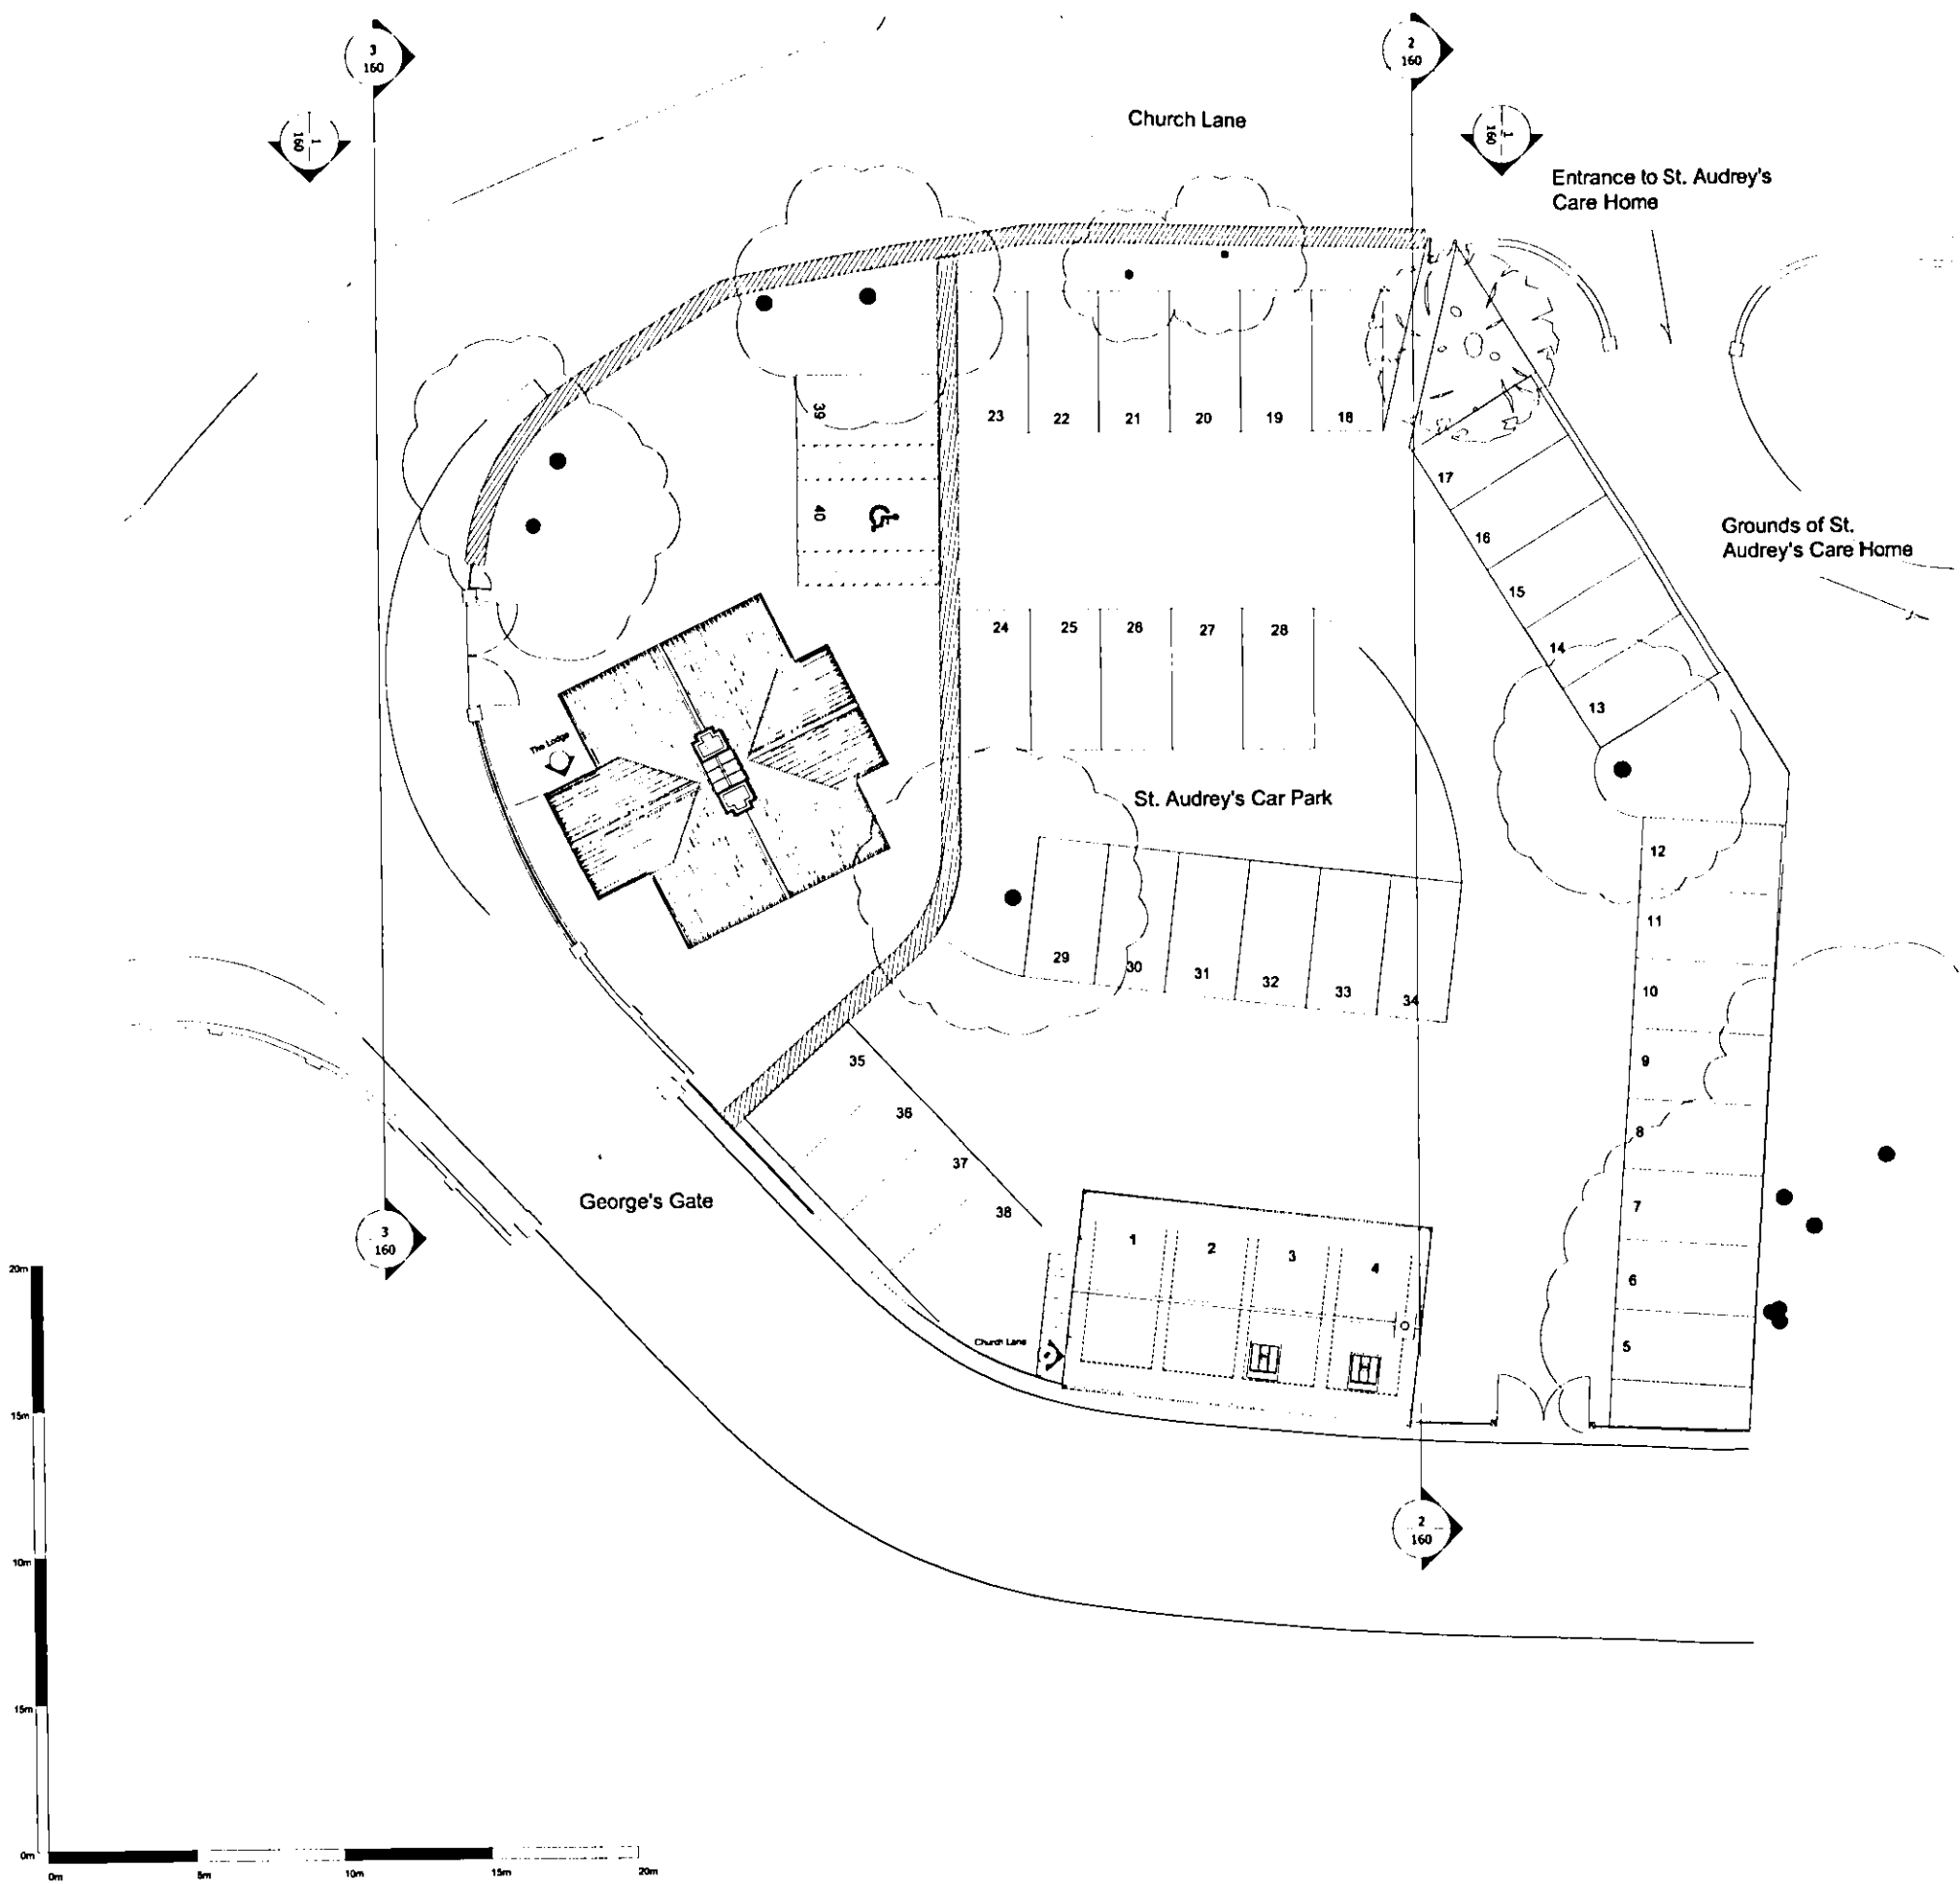 3
160
2
160
1
160
1
160
Church Lane
Entrance to St. Audrey's
Care Home
Grounds of St.
Audrey's Care Home
39
40
23
22
21
20
19
18
17
16
15
14
13
24
25
26
27
28
The Lodge
St. Audrey's Car Park
12
11
10
9
8
7
6
5
29
30
31
32
33
34
35
36
37
38
George's Gate
1
2
3
4
Church Lane
3
160
2
160
20m
15m
10m
15m
0m
0m
5m
10m
15m
20m